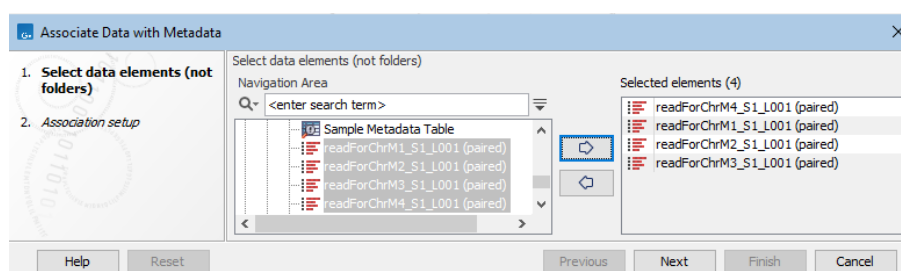 G. Associate Data with Metadata
1. Select data elements (not
folders)
2. Association setup
Select data elements (not folders)
Navigation Area
<enter search term>
Sample Metadata Table
readForChrM1_S1_L001 (paired)
readForChrM2_S1_L001 (paired)
readForChrM3_S1_L001 (paired)
readForChrM4_S1_L001 (paired)
Selected elements (4)
readForChrM4_S1_L001 (paired)
readForChrM1_S1_L001 (paired)
readForChrM2_S1_L001 (paired)
readForChrM3_S1_L001 (paired)
Help Reset Previous Next Finish Cancel